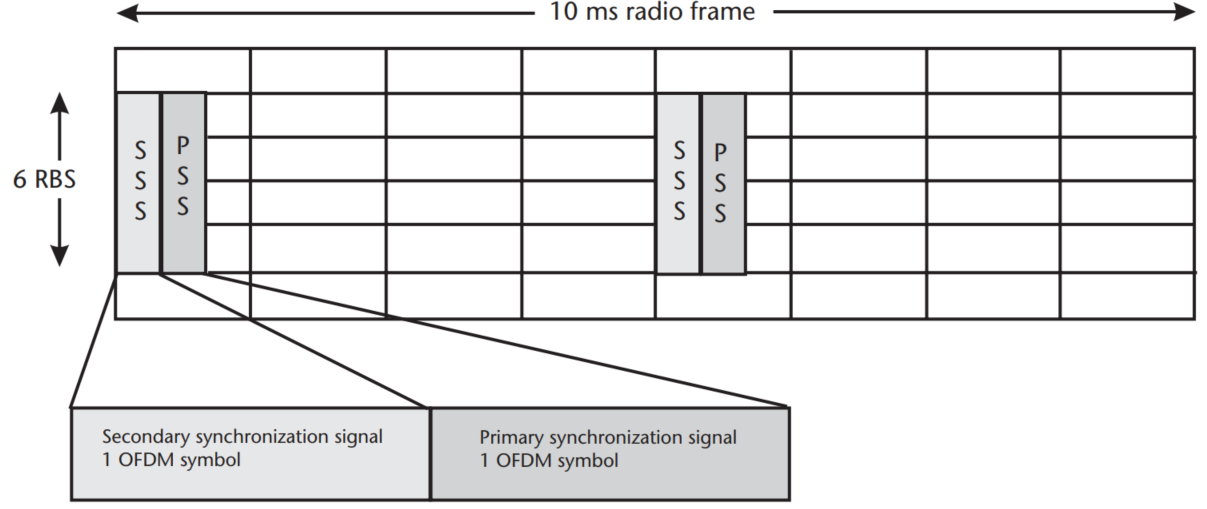 10 ms radio frame
6 RBS
S
S
S
P
S
S
S
S
S
P
S
S
Secondary synchronization signal
1 OFDM symbol
Primary synchronization signal
1 OFDM symbol